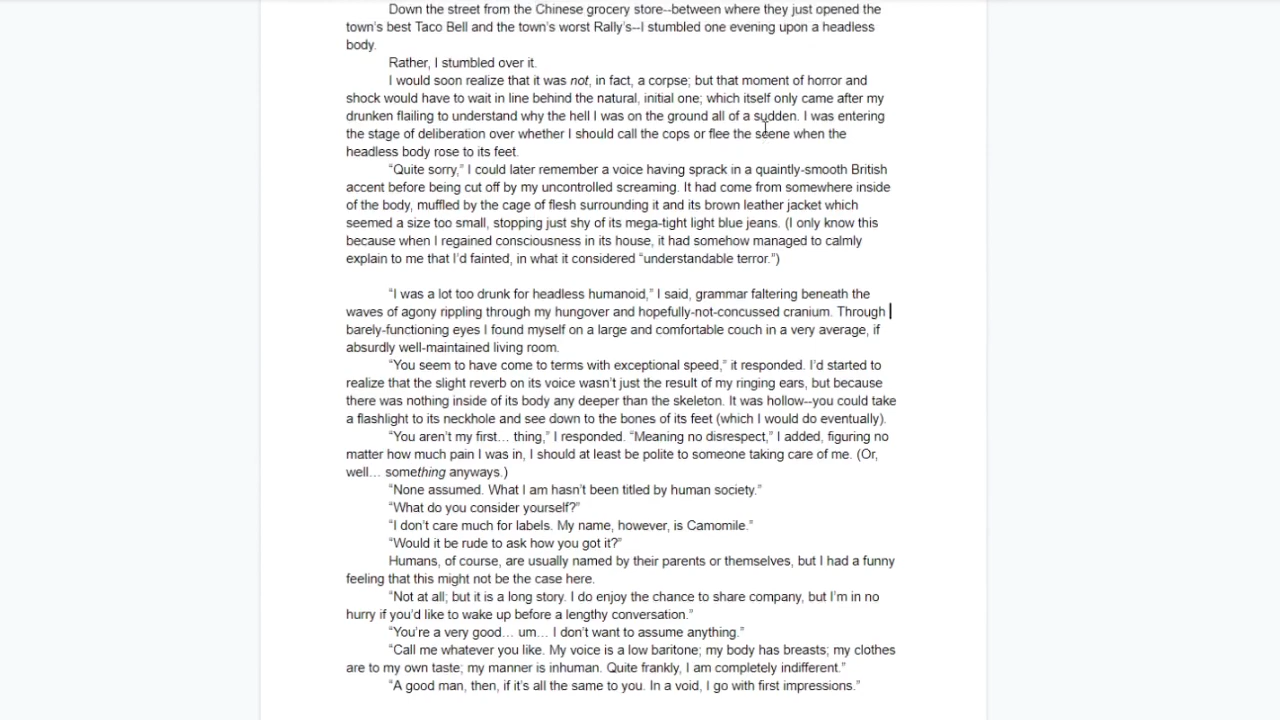 Down the street from the Chinese grocery store--between where they just opened the
town's best Taco Bell and the town's worst Rally's--I stumbled one evening upon a headless
body.
Rather, I stumbled over it.
I would soon realize that it was not, in fact, a corpse; but that moment of horror and
shock would have to wait in line behind the natural, initial one; which itself only came after my
drunken flailing to understand why the hell I was on the ground all of a sudden. I was entering
the stage of deliberation over whether I should call the cops or flee the scene when the
headless body rose to its feet.
“Quite sorry,” I could later remember a voice having sprack in a quaintly-smooth British
accent before being cut off by my uncontrolled screaming. It had come from somewhere inside
of the body, muffled by the cage of flesh surrounding it and its brown leather jacket which
seemed a size too small, stopping just shy of its mega-tight light blue jeans. (I only know this
because when I regained consciousness in its house, it had somehow managed to calmly
explain to me that I'd fainted, in what it considered “understandable terror.”)
“I was a lot too drunk for headless humanoid,” I said, grammar faltering beneath the
waves of agony rippling through my hungover and hopefully-not-concussed cranium. Through
barely-functioning eyes I found myself on a large and comfortable couch in a very average, if
absurdly well-maintained living room.
“You seem to have come to terms with exceptional speed,” it responded. I'd started to
realize that the slight reverb on its voice wasn't just the result of my ringing ears, but because
there was nothing inside of its body any deeper than the skeleton. It was hollow--you could take
a flashlight to its neckhole and see down to the bones of its feet (which I would do eventually).
“You aren't my first... thing,” I responded. “Meaning no disrespect,” I added, figuring no
matter how much pain I was in, I should at least be polite to someone taking care of me. (Or,
well... something anyways.)
“None assumed. What I am hasn't been titled by human society.”
“What do you consider yourself?”
“I don't care much for labels. My name, however, is Camomile.”
“Would it be rude to ask how you got it?”
Humans, of course, are usually named by their parents or themselves, but I had a funny
feeling that this might not be the case here.
“Not at all; but it is a long story. I do enjoy the chance to share company, but I'm in no
hurry if you'd like to wake up before a lengthy conversation.”
“You're a very good... um... I don't want to assume anything.”
“Call me whatever you like. My voice is a low baritone; my body has breasts; my clothes
are to my own taste; my manner is inhuman. Quite frankly, I am completely indifferent.”
“A good man, then, if it's all the same to you. In a void, I go with first impressions.”